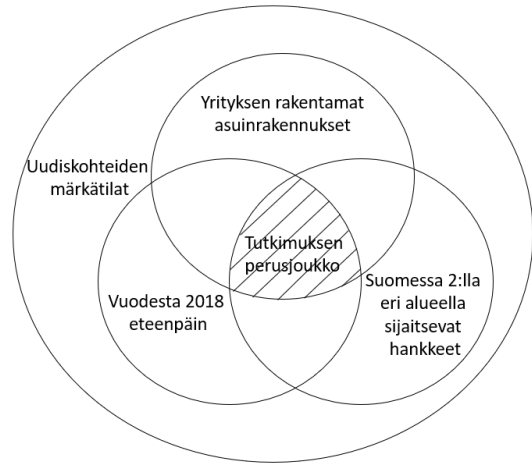 Yrityksen rakentamat
asuinrakennukset
Uudiskohteiden
märkätilat
Tutkimuksen
perusjoukko
Vuodesta 2018
eteenpäin
Suomessa 2:lla
eri alueella
sijaitsevat
hankkeet